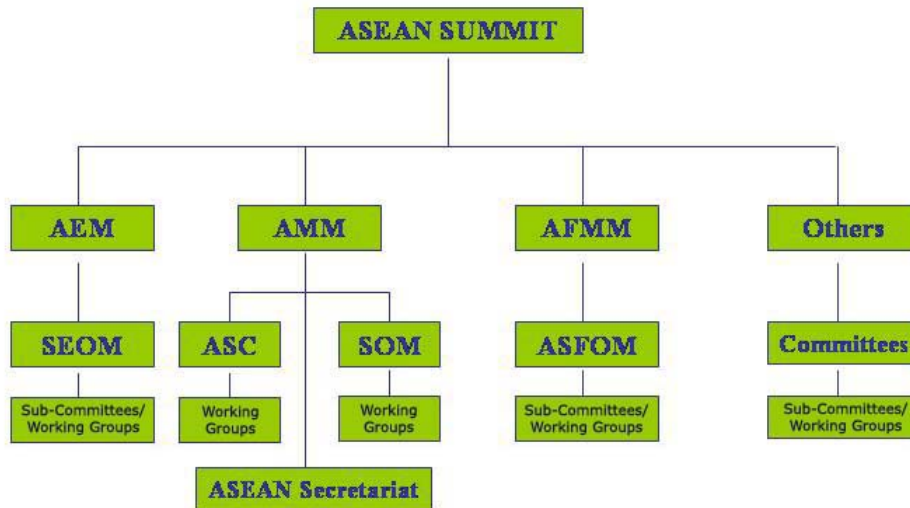 ASEAN SUMMIT
AEM
AMM
AFMM
Others
SEOM
ASC
SOM
ASFOM
Committees
Sub-Committees/
Working Groups
Working
Groups
Working
Groups
Sub-Committees/
Working Groups
Sub-Committees/
Working Groups
ASEAN Secretariat